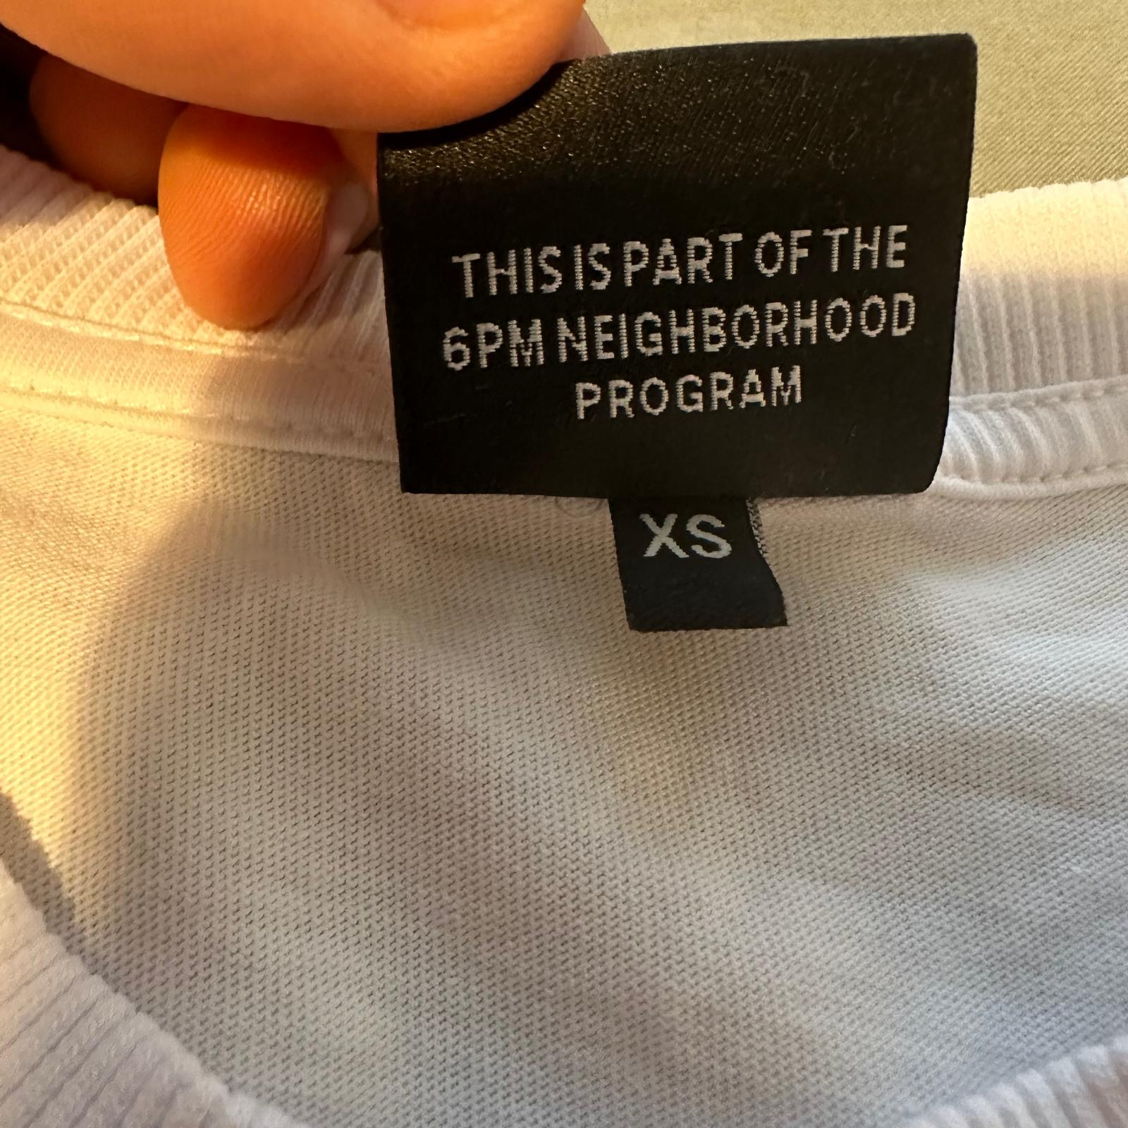 THIS IS PART OF THE
6PM NEIGHBORHOOD
PROGRAM
XS